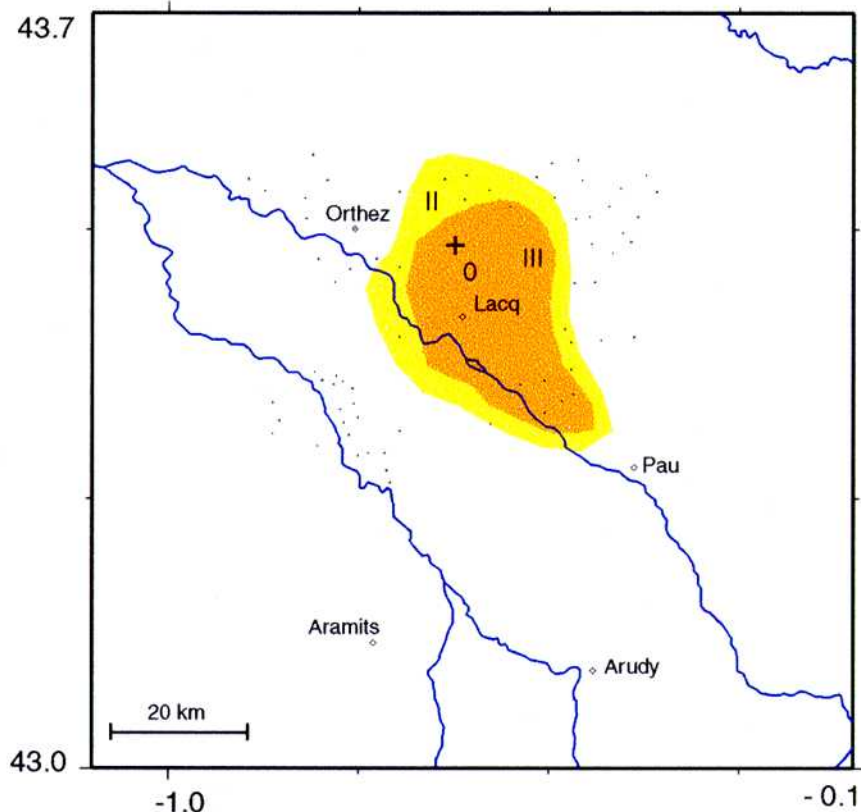 43.7
II
Orthez
III
0
Lacq
Pau
Aramits
Arudy
20 km
43.0
-1.0
- 0.1